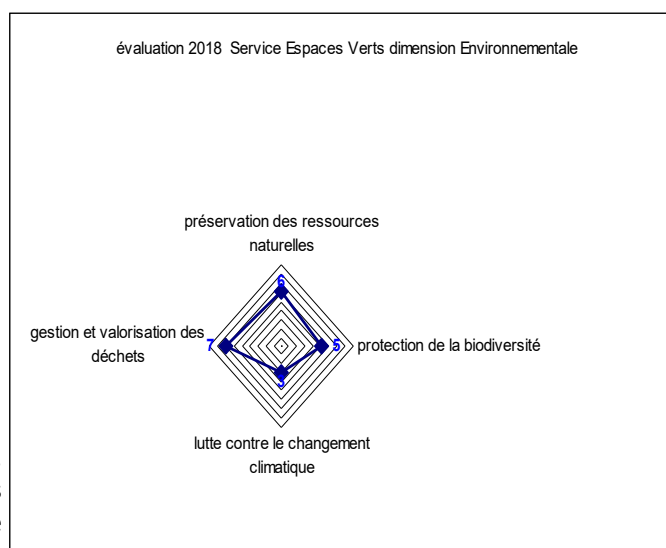 évaluation 2018 Service Espaces Verts dimension Environnementale
préservation des ressources
naturelles
6
gestion et valorisation des
déchets
7
5
protection de la biodiversité
3
lutte contre le changement
climatique